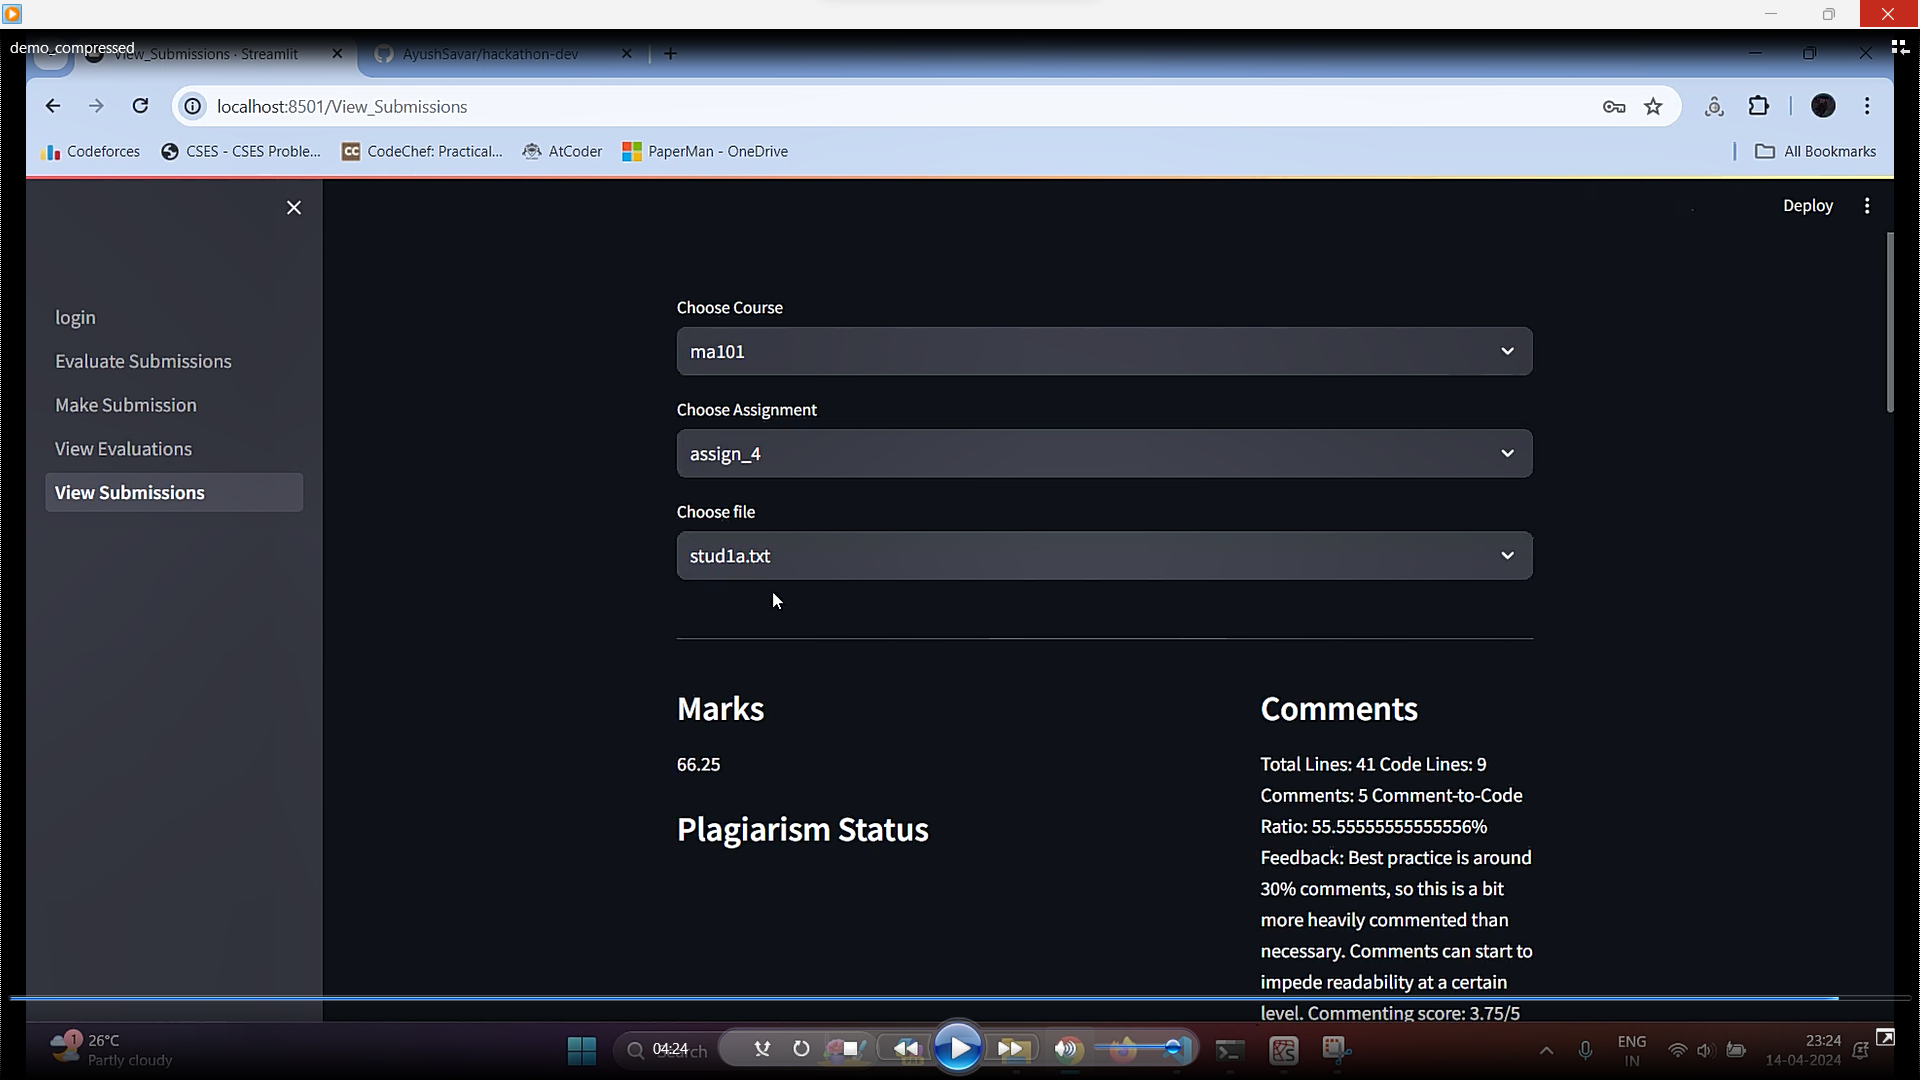 demo_compressed
View_Submissions · Streamlit
AyushSavar/hackathon-dev
localhost:8501/View_Submissions
Codeforces
CSES - CSES Proble...
CodeChef: Practical...
AtCoder
PaperMan - OneDrive
All Bookmarks
Deploy
login
Evaluate Submissions
Make Submission
View Evaluations
View Submissions
Choose Course
ma101
Choose Assignment
assign_4
Choose file
stud1a.txt
Marks
66.25
Plagiarism Status
Comments
Total Lines: 41 Code Lines: 9
Comments: 5 Comment-to-Code
Ratio: 55.55555555555556%
Feedback: Best practice is around
30% comments, so this is a bit
more heavily commented than
necessary. Comments can start to
impede readability at a certain
level. Commenting score: 3.75/5
1
26°C
Partly cloudy
Search
04:24
ENG
IN
23:24
14-04-2024